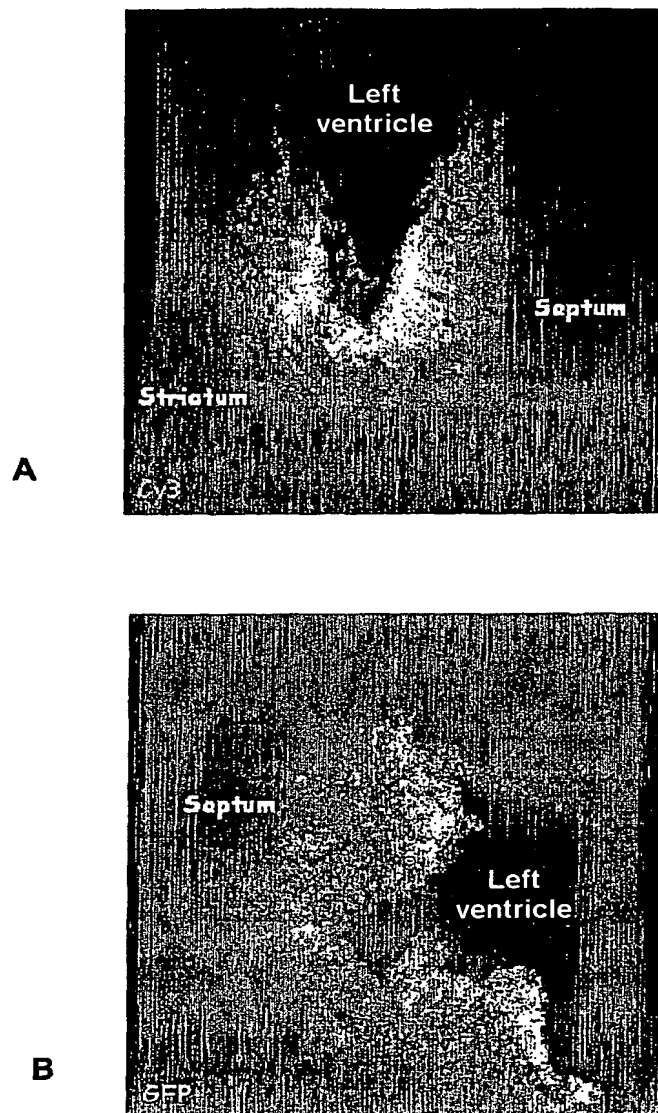 Left
ventricle
Septum
Striatum
A
Cy3
Septum
Left
ventricle
B
GFP